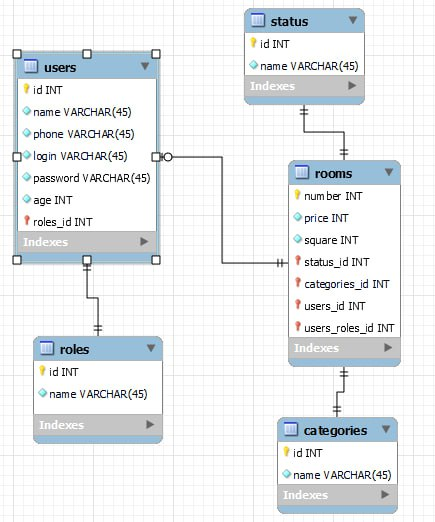 status
id INT
name VARCHAR(45)
Indexes
users
id INT
name VARCHAR(45)
phone VARCHAR(45)
login VARCHAR(45)
password VARCHAR(45)
age INT
roles_id INT
Indexes
rooms
number INT
price INT
square INT
status_id INT
categories_id INT
users_id INT
users_roles_id INT
Indexes
roles
id INT
name VARCHAR(45)
Indexes
categories
id INT
name VARCHAR(45)
Indexes